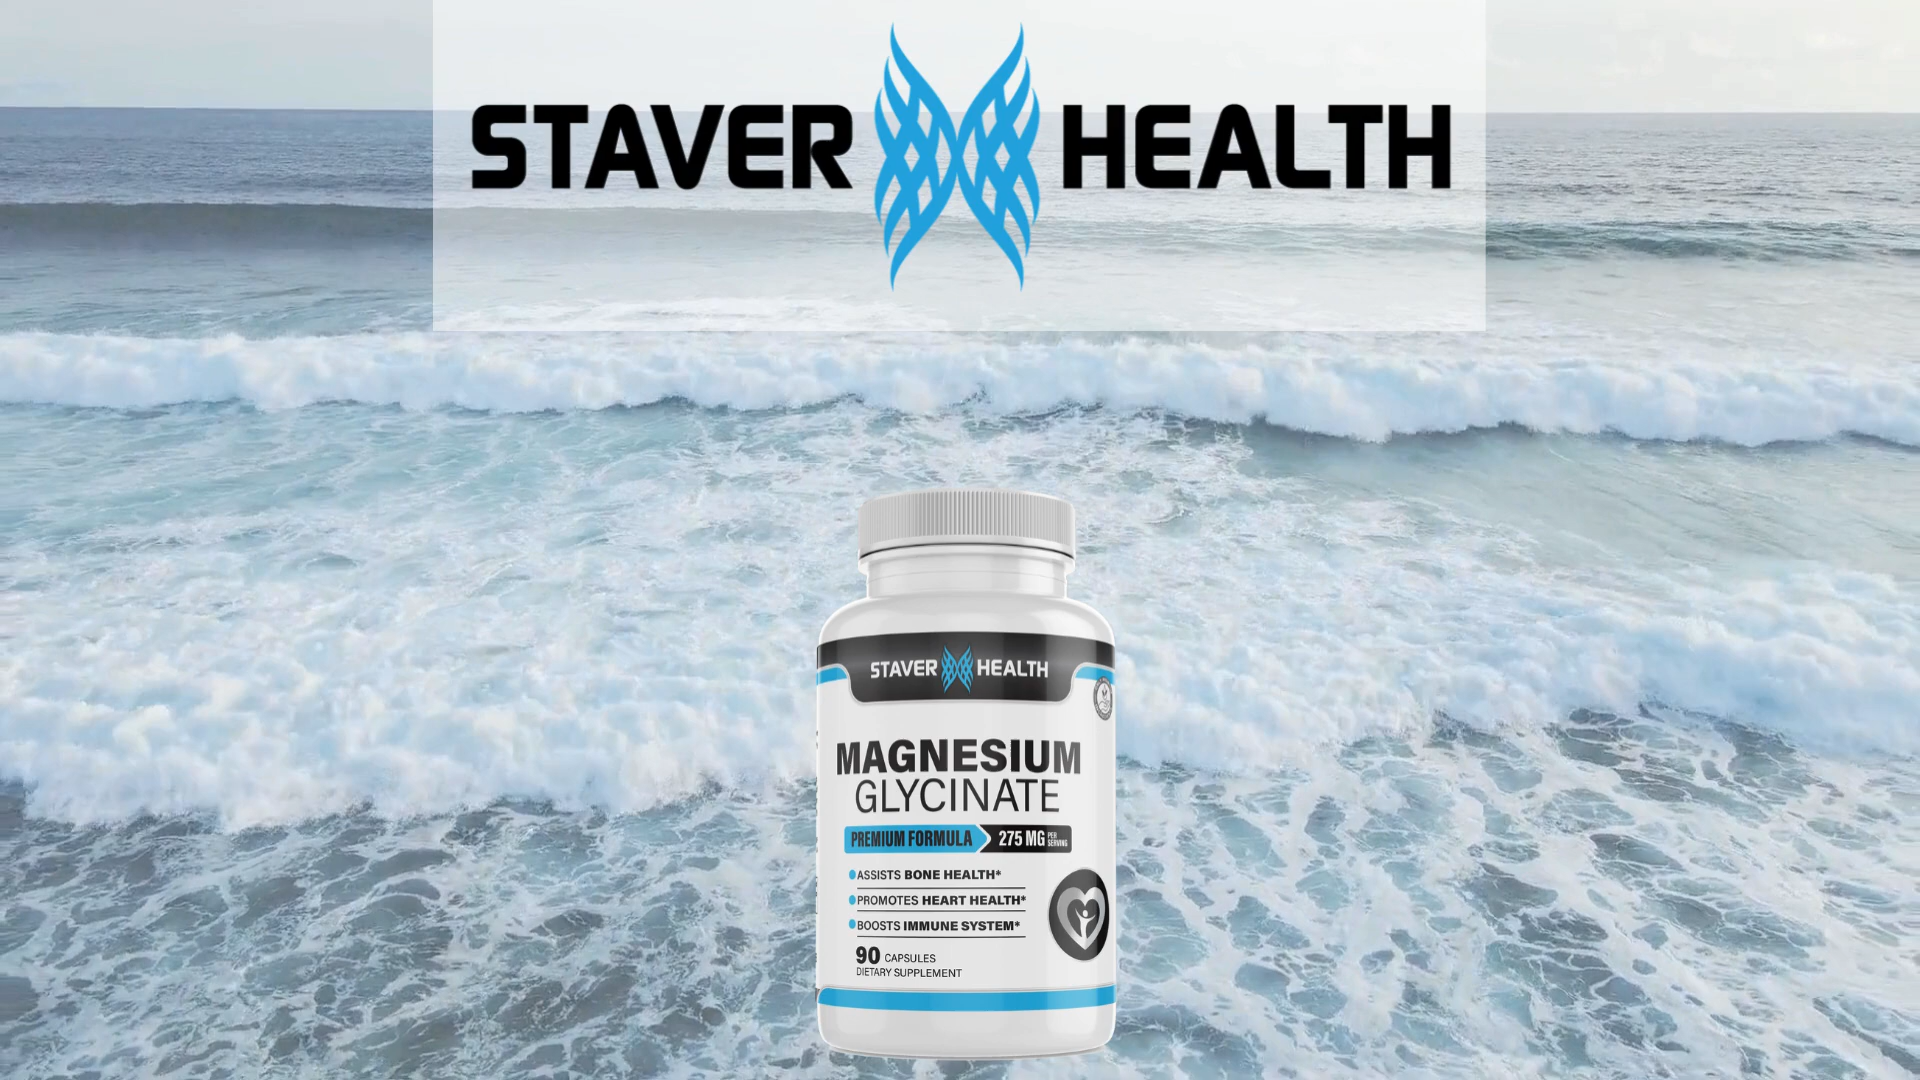 STAVER HEALTH
STAVER HEALTH
MAGNESIUM
GLYCINATE
PREMIUM FORMULA 275 MG PER SERVING
ASSISTS BONE HEALTH*
PROMOTES HEART HEALTH*
BOOSTS IMMUNE SYSTEM*
90 CAPSULES
DIETARY SUPPLEMENT